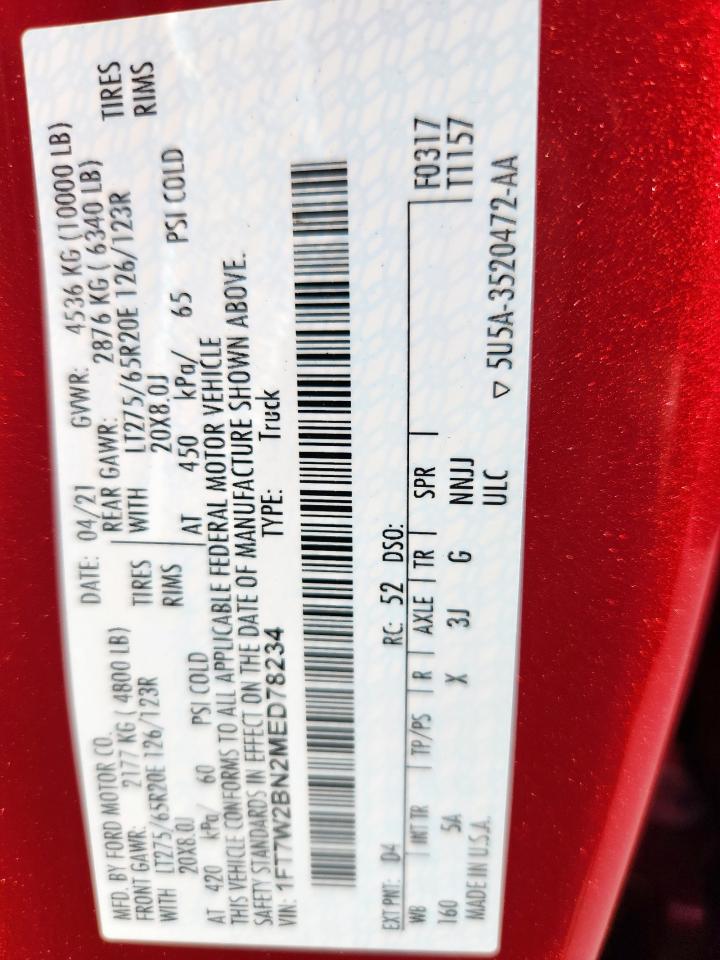 MFD. BY FORD MOTOR CO.
DATE: 04/21 GVWR: 4536 KG (10000 LB)
FRONT GAWR: 2177 KG ( 4800 LB) REAR GAWR: 2876 KG ( 6340 LB)
WITH LT275/65R20E 126/123R TIRES WITH LT275/65R20E 126/123R TIRES
20X8.0J RIMS 20X8.0J RIMS
AT 420 kPa/ 60 PSI COLD AT 450 kPa/ 65 PSI COLD
THIS VEHICLE CONFORMS TO ALL APPLICABLE FEDERAL MOTOR VEHICLE
SAFETY STANDARDS IN EFFECT ON THE DATE OF MANUFACTURE SHOWN ABOVE.
VIN: 1FT7W2BN2MED78234 TYPE: Truck
EXT PNT: D4 RC: 52 DSO: F0317
WB INT TR TP/PS R AXLE TR SPR T1157
160 5A X 3J G NNJJ
MADE IN U.S.A. ULC ▽ 5U5A-3520472-AA